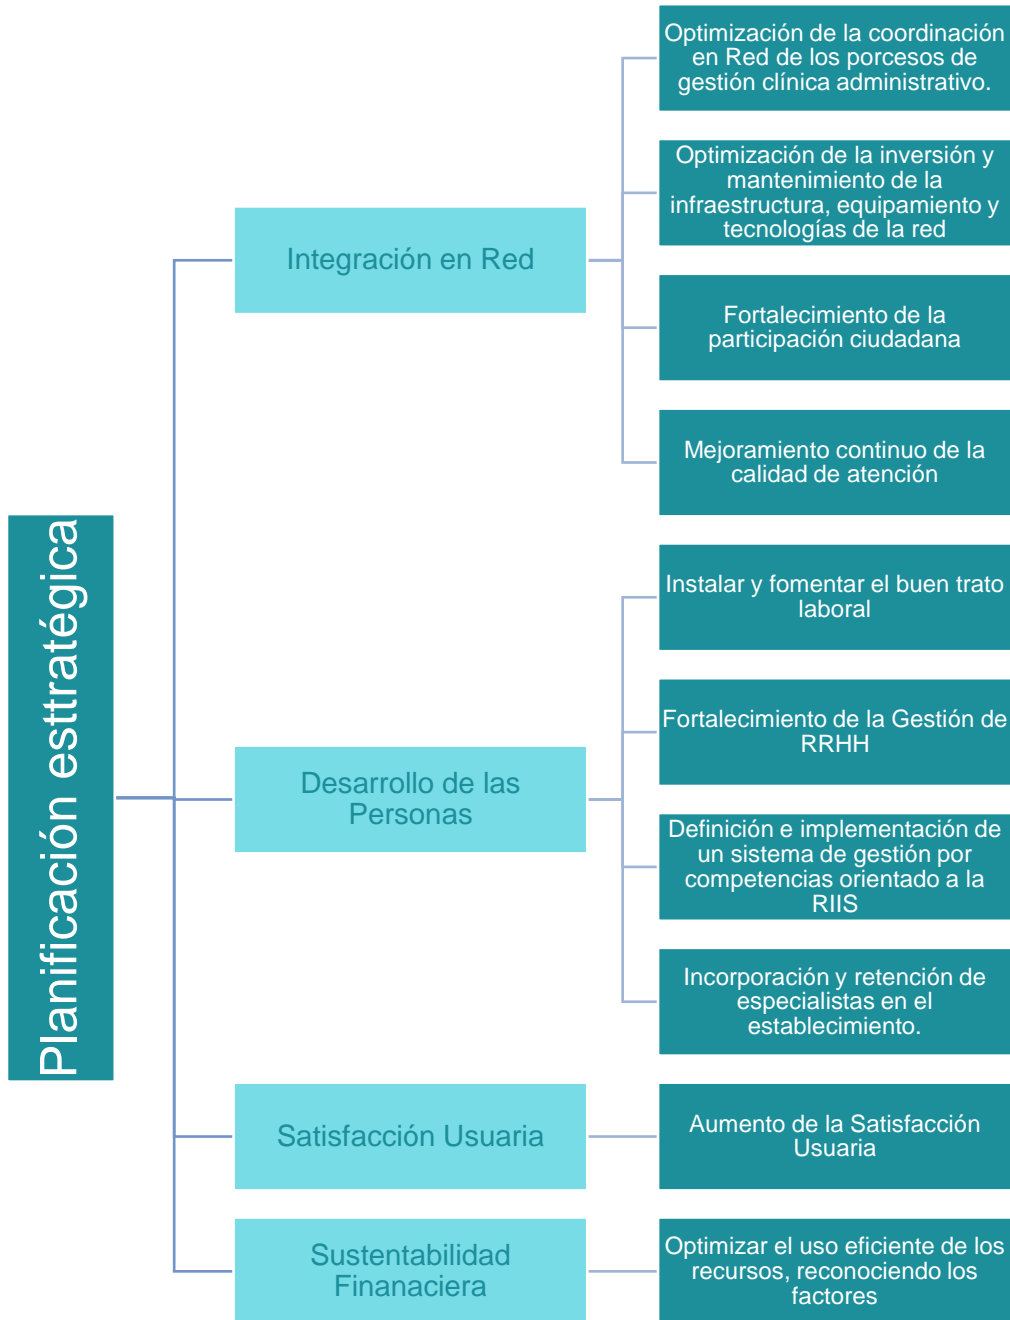 Planificación esttratégica
Integración en Red
Optimización de la coordinación
en Red de los porcesos de
gestión clínica administrativo.
Optimización de la inversión y
mantenimiento de la
infraestructura, equipamiento y
tecnologías de la red
Fortalecimiento de la
participación ciudadana
Mejoramiento continuo de la
calidad de atención
Desarrollo de las
Personas
Instalar y fomentar el buen trato
laboral
Fortalecimiento de la Gestión de
RRHH
Definición e implementación de
un sistema de gestión por
competencias orientado a la
RIIS
Incorporación y retención de
especialistas en el
establecimiento.
Satisfacción Usuaria
Aumento de la Satisfacción
Usuaria
Sustentabilidad
Finanaciera
Optimizar el uso eficiente de los
recursos, reconociendo los
factores